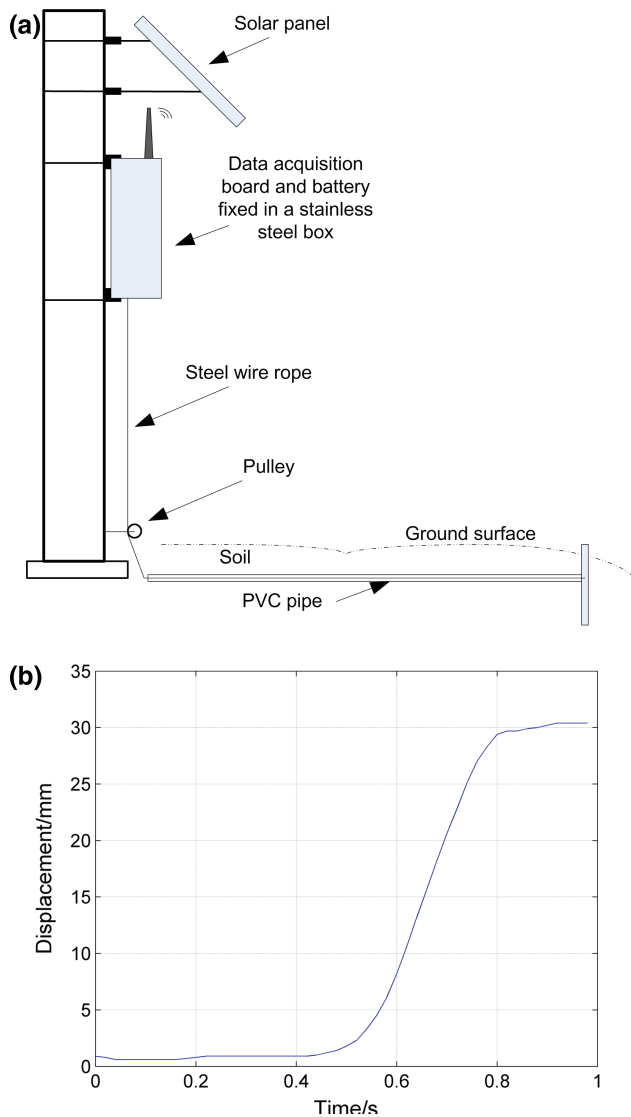 (a)
Solar panel
Data acquisition
board and battery
fixed in a stainless
steel box
Steel wire rope
Pulley
Ground surface
Soil
PVC pipe
(b)
35
30
25
20
15
10
5
0
Displacement/mm
0 0.2 0.4 0.6 0.8 1
Time/s